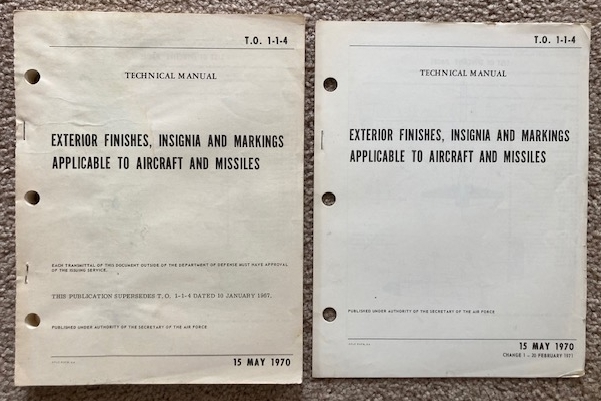 T.O. 1-1-4
TECHNICAL MANUAL
EXTERIOR FINISHES, INSIGNIA AND MARKINGS
APPLICABLE TO AIRCRAFT AND MISSILES
EACH TRANSMITTAL OF THIS DOCUMENT OUTSIDE OF THE DEPARTMENT OF DEFENSE MUST HAVE APPROVAL
OF THE ISSUING SERVICE.
THIS PUBLICATION SUPERSEDES T.O. 1-1-4 DATED 10 JANUARY 1967.
PUBLISHED UNDER AUTHORITY OF THE SECRETARY OF THE AIR FORCE
15 MAY 1970
T.O. 1-1-4
TECHNICAL MANUAL
EXTERIOR FINISHES, INSIGNIA AND MARKINGS
APPLICABLE TO AIRCRAFT AND MISSILES
PUBLISHED UNDER AUTHORITY OF THE SECRETARY OF THE AIR FORCE
15 MAY 1970
CHANGE 1 - 20 FEBRUARY 1971